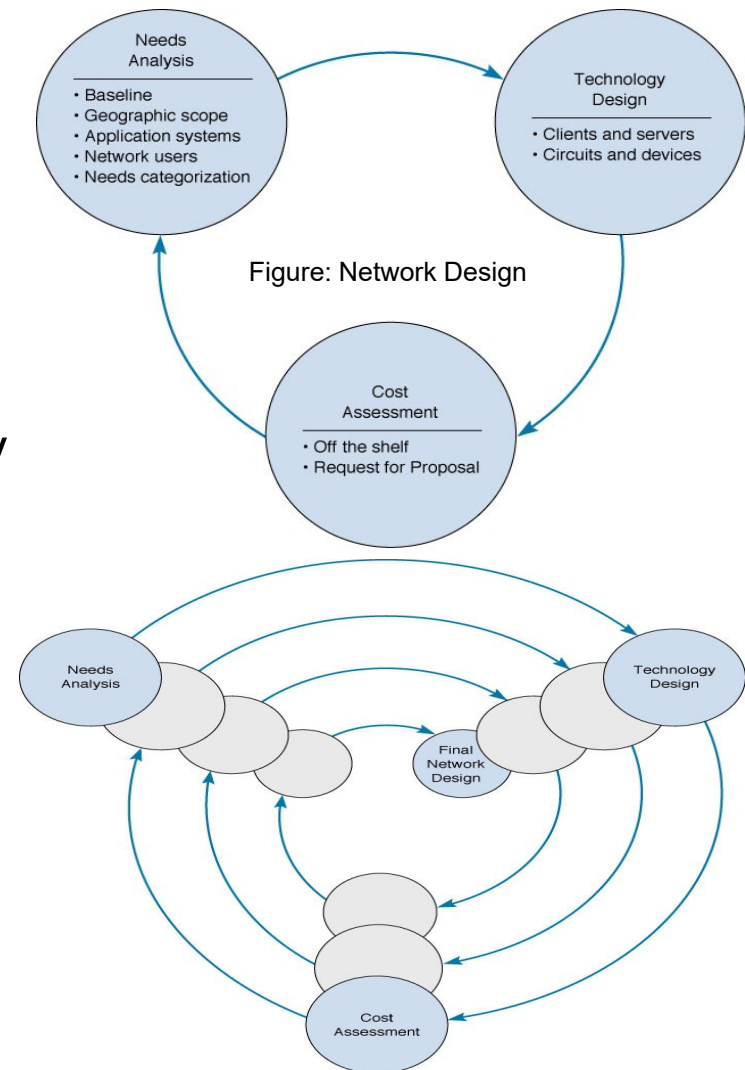 Needs
Analysis
• Baseline
• Geographic scope
• Application systems
• Network users
• Needs categorization
Technology
Design
• Clients and servers
• Circuits and devices
Figure: Network Design
Cost
Assessment
• Off the shelf
• Request for Proposal
Needs
Analysis
Technology
Design
Final
Network
Design
Cost
Assessment